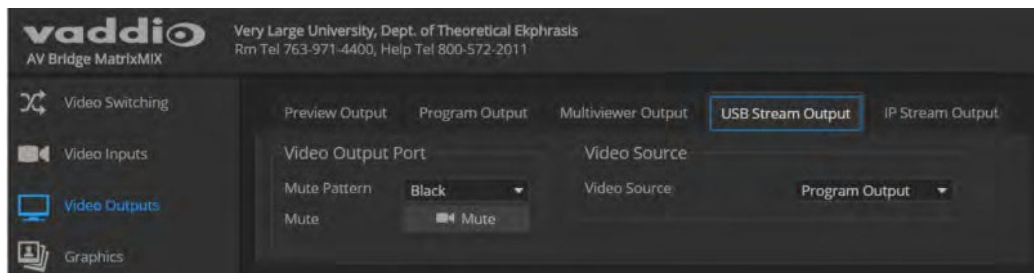 vaddio
AV Bridge MatrixMIX
Very Large University, Dept. of Theoretical Ekphrasis
Rm Tel 763-971-4400, Help Tel 800-572-2011
Video Switching
Video Inputs
Video Outputs
Graphics
Preview Output Program Output Multiviewer Output USB Stream Output IP Stream Output
Video Output Port
Mute Pattern Black
Mute Mute
Video Source
Video Source Program Output